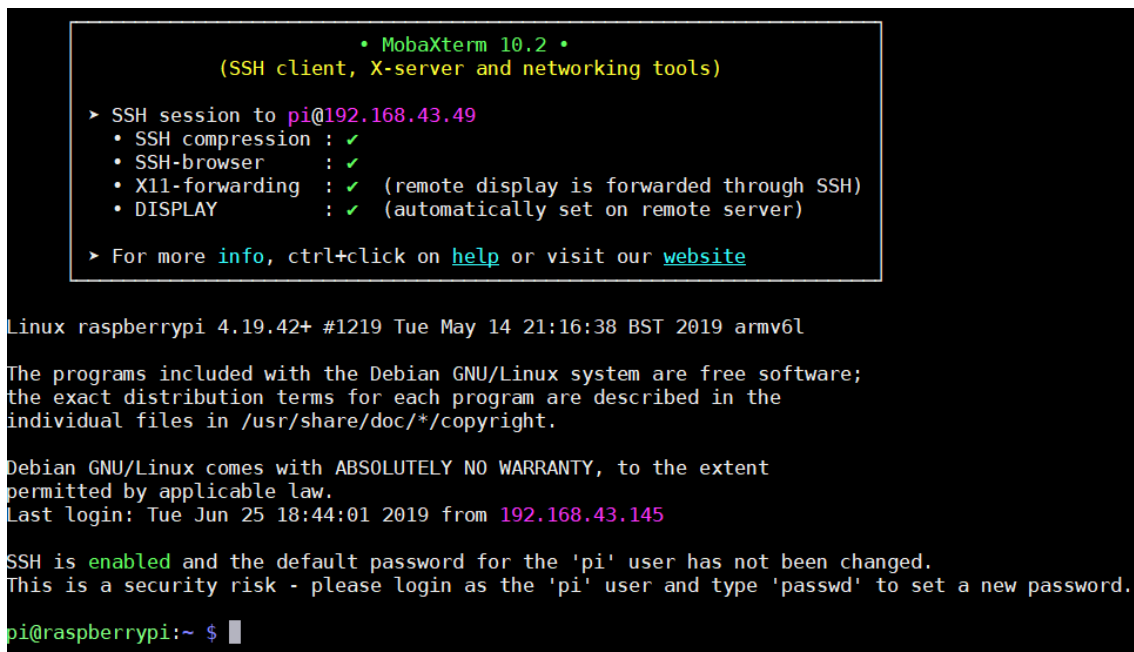 • MobaXterm 10.2 •
(SSH client, X-server and networking tools)
➤ SSH session to pi@192.168.43.49
• SSH compression : ✔
• SSH-browser     : ✔
• X11-forwarding  : ✔  (remote display is forwarded through SSH)
• DISPLAY         : ✔  (automatically set on remote server)
➤ For more info, ctrl+click on help or visit our website
Linux raspberrypi 4.19.42+ #1219 Tue May 14 21:16:38 BST 2019 armv6l
The programs included with the Debian GNU/Linux system are free software;
the exact distribution terms for each program are described in the
individual files in /usr/share/doc/*/copyright.
Debian GNU/Linux comes with ABSOLUTELY NO WARRANTY, to the extent
permitted by applicable law.
Last login: Tue Jun 25 18:44:01 2019 from 192.168.43.145
SSH is enabled and the default password for the 'pi' user has not been changed.
This is a security risk - please login as the 'pi' user and type 'passwd' to set a new password.
pi@raspberrypi:~ $